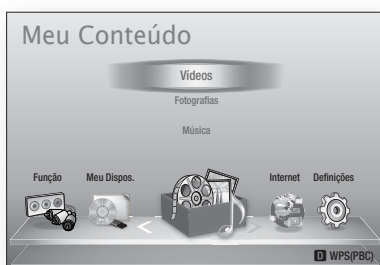 Meu Conteúdo
Vídeos
Fotografias
Música
Função Meu Dispos. Internet Definições
D WPS(PBC)